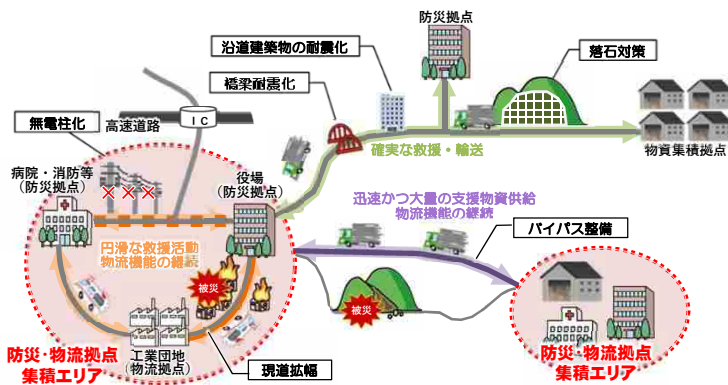 防災拠点
沿道建築物の耐震化
落石対策
橋梁耐震化
IC
高速道路
無電柱化
確実な救援・輸送
物資集積拠点
病院・消防等
(防災拠点)
役場
(防災拠点)
迅速かつ大量の支援物資供給
物流機能の継続
バイパス整備
円滑な救援活動
物流機能の継続
被災
被災
工業団地
(物流拠点)
現道拡幅
防災・物流拠点
集積エリア
防災・物流拠点
集積エリア